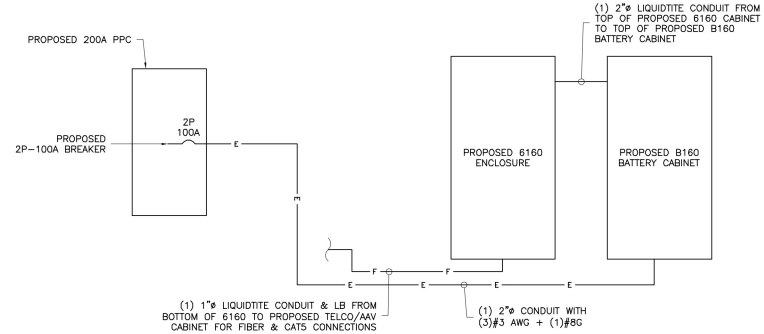 (1) 2"ø LIQUIDTITE CONDUIT FROM
TOP OF PROPOSED 6160 CABINET
TO TOP OF PROPOSED B160
BATTERY CABINET
PROPOSED 200A PPC
2P
100A
PROPOSED
2P-100A BREAKER
E
E
PROPOSED 6160
ENCLOSURE
PROPOSED B160
BATTERY CABINET
F
F
E
E
E
E
(1) 1"ø LIQUIDTITE CONDUIT & LB FROM
BOTTOM OF 6160 TO PROPOSED TELCO/AAV
CABINET FOR FIBER & CAT5 CONNECTIONS
(1) 2"ø CONDUIT WITH
(3)#3 AWG + (1)#8G